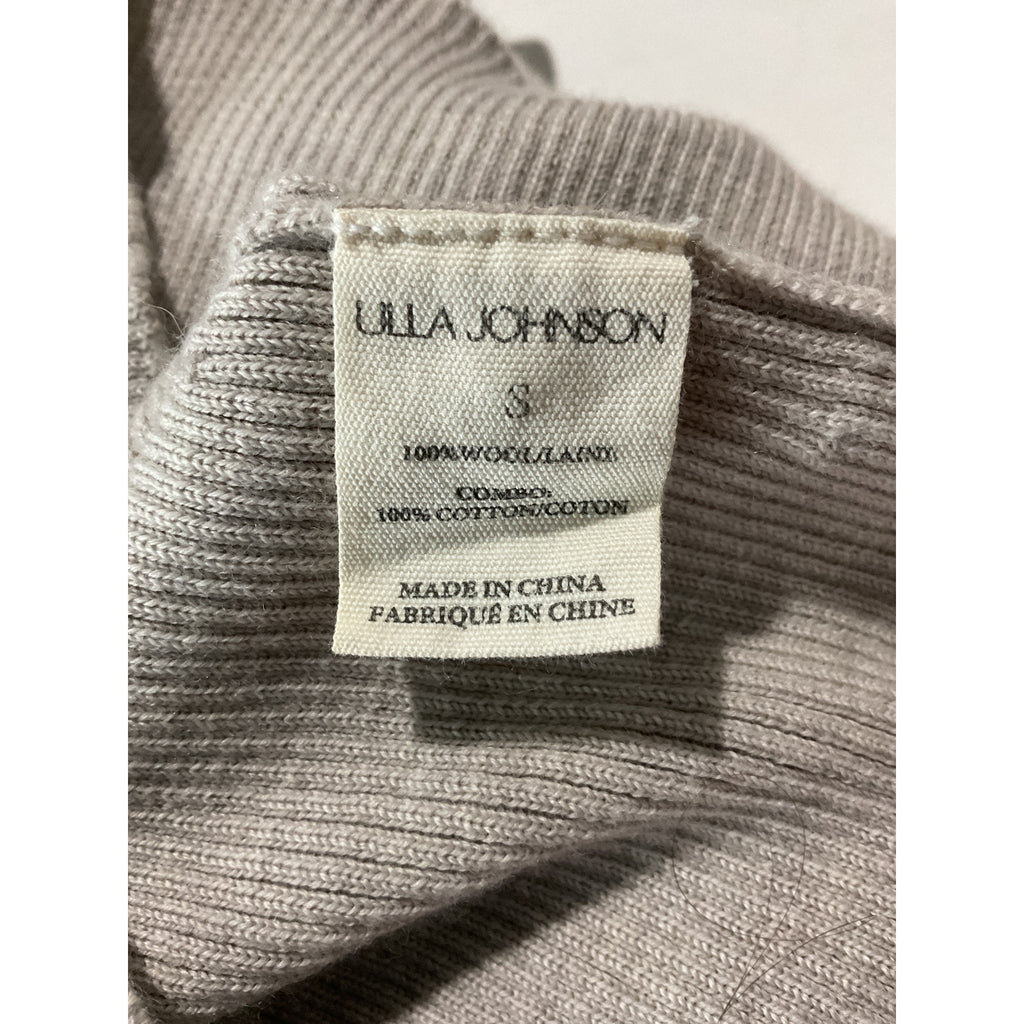 ULLA JOHNSON
S
100% WOOL/LAINE
COMBO:
100% COTTON/COTON
MADE IN CHINA
FABRIQUÉ EN CHINE